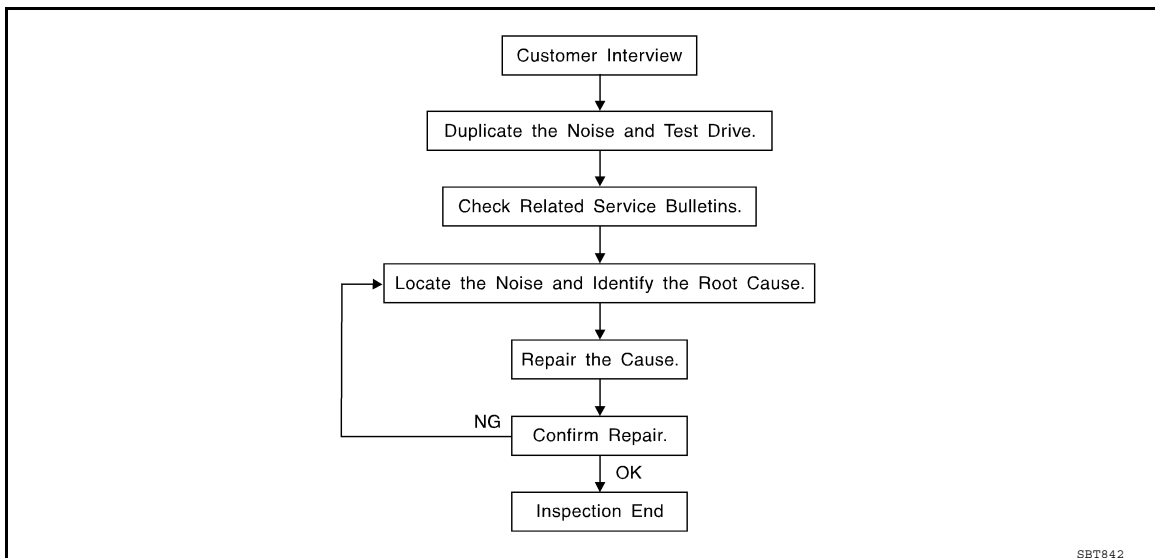 Customer Interview
Duplicate the Noise and Test Drive.
Check Related Service Bulletins.
Locate the Noise and Identify the Root Cause.
Repair the Cause.
NG
Confirm Repair.
OK
Inspection End
SBT842